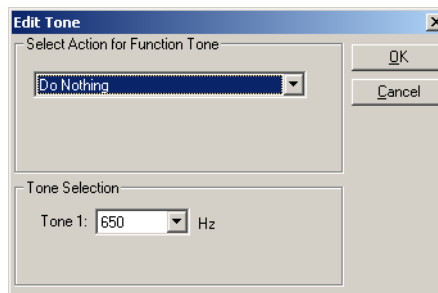 Edit Tone
Select Action for Function Tone
Do Nothing
OK
Cancel
Tone Selection
Tone 1: 650 Hz